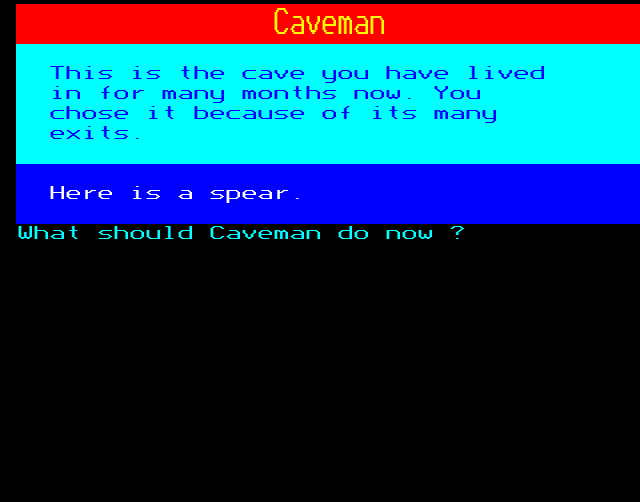 Caveman
This is the cave you have lived
in for many months now. You
chose it because of its many
exits.
Here is a spear.
What should Caveman do now ?